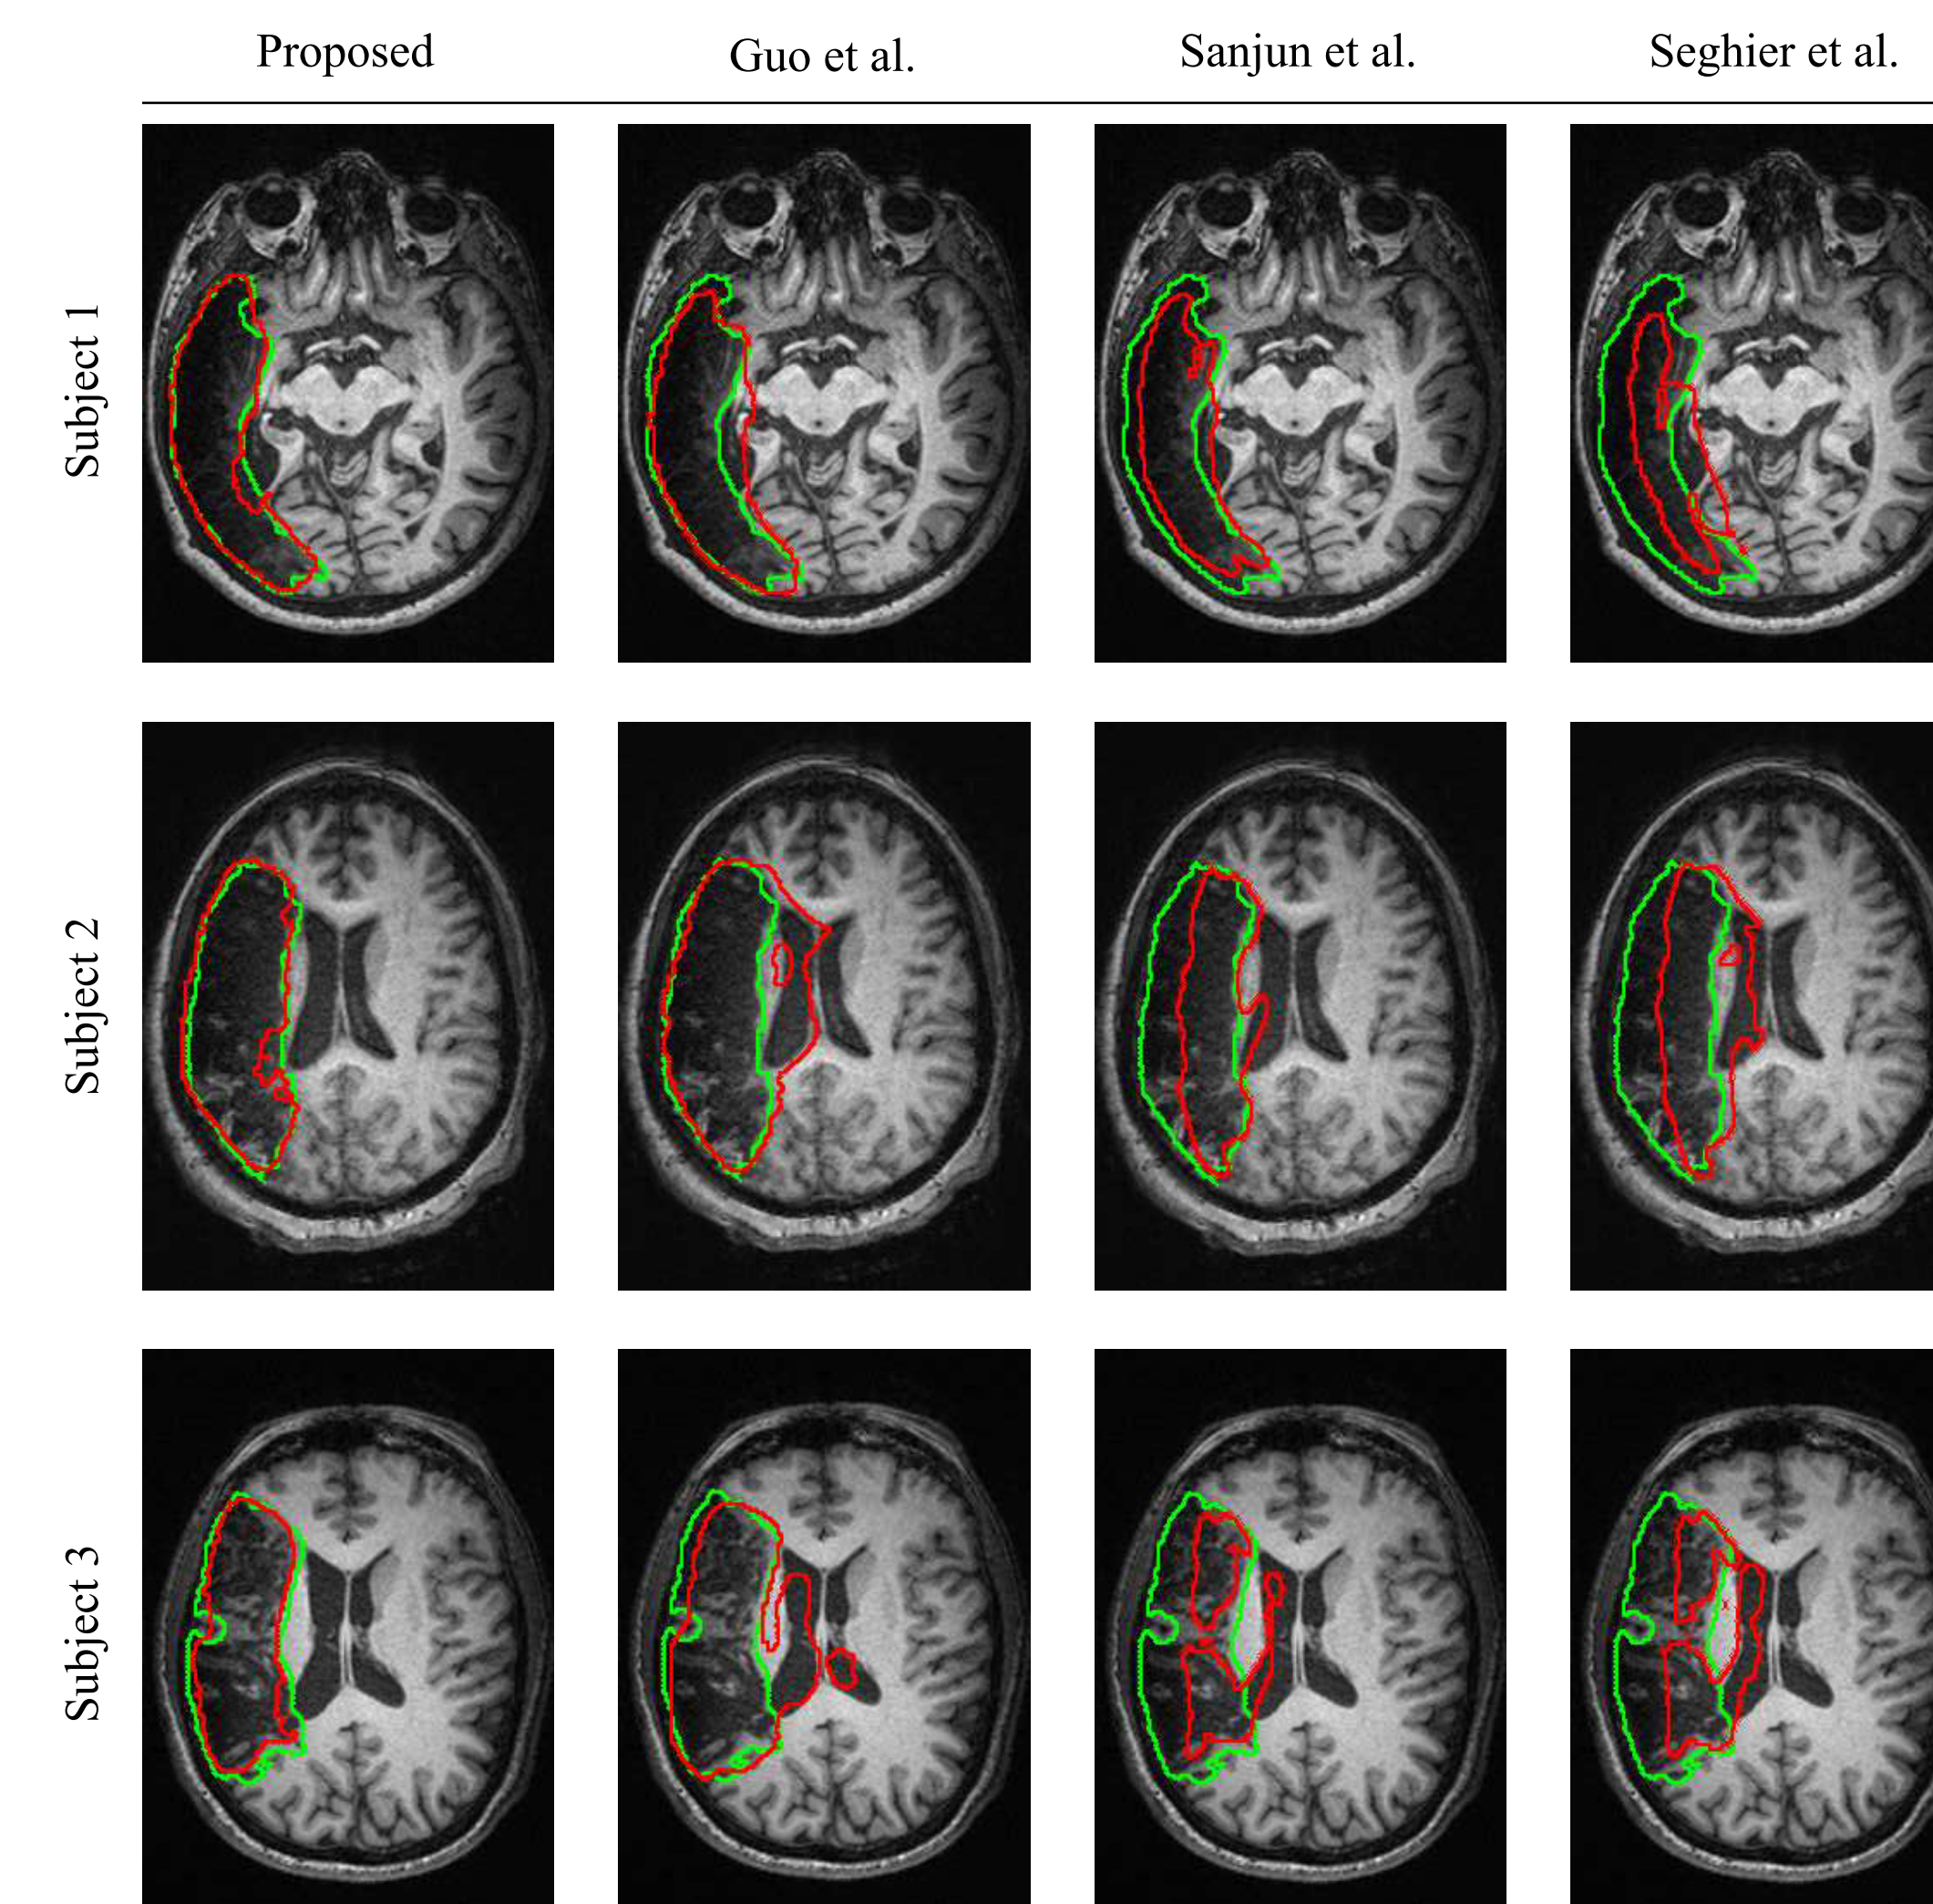 Proposed
Guo et al.
Sanjun et al.
Seghier et al.
Subject 1
Subject 2
Subject 3